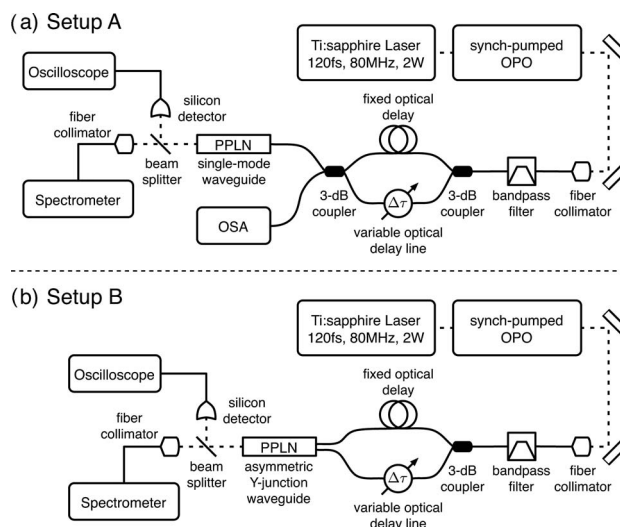 (a) Setup A
Ti:sapphire Laser
120fs, 80MHz, 2W
synch-pumped
OPO
Oscilloscope
fixed optical
delay
fiber
collimator
silicon
detector
PPLN
single-mode
waveguide
beam
splitter
Spectrometer
3-dB
coupler
Δτ
3-dB
coupler
bandpass
filter
fiber
collimator
OSA
variable optical
delay line
(b) Setup B
Ti:sapphire Laser
120fs, 80MHz, 2W
synch-pumped
OPO
Oscilloscope
fixed optical
delay
fiber
collimator
silicon
detector
PPLN
asymmetric
Y-junction
waveguide
beam
splitter
Spectrometer
Δτ
3-dB
coupler
bandpass
filter
fiber
collimator
variable optical
delay line